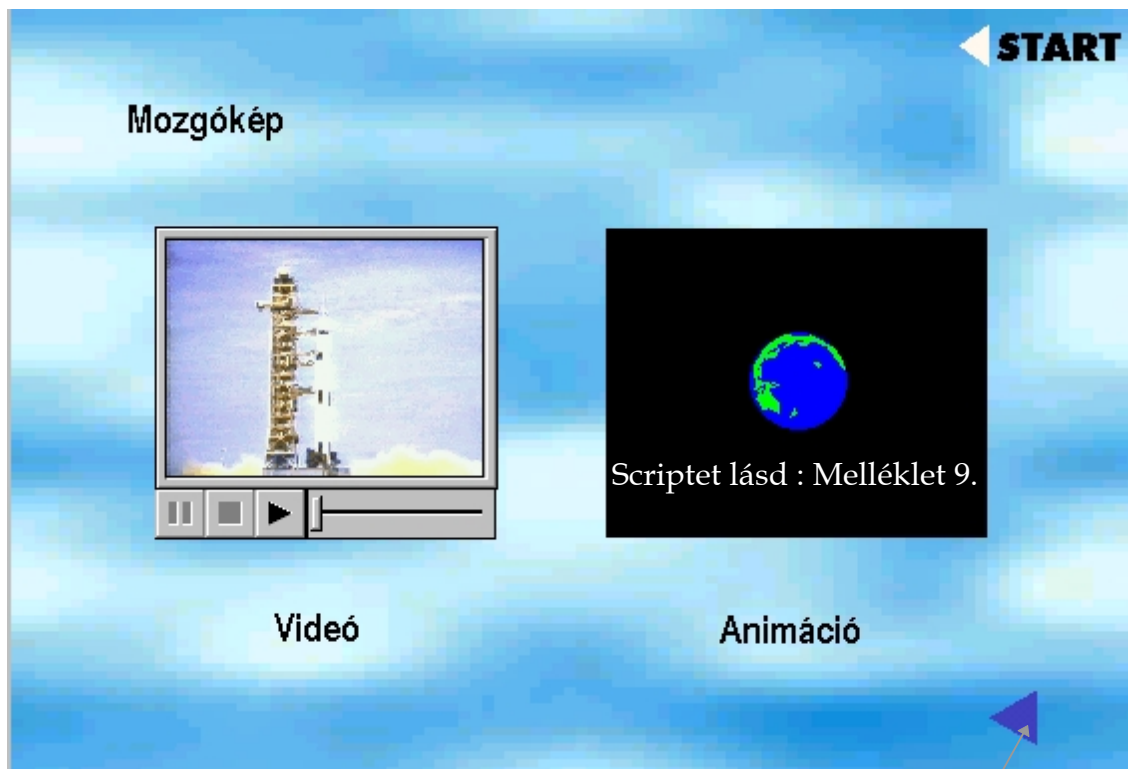 START
Mozgókép
Scriptet lásd : Melléklet 9.
Videó
Animáció